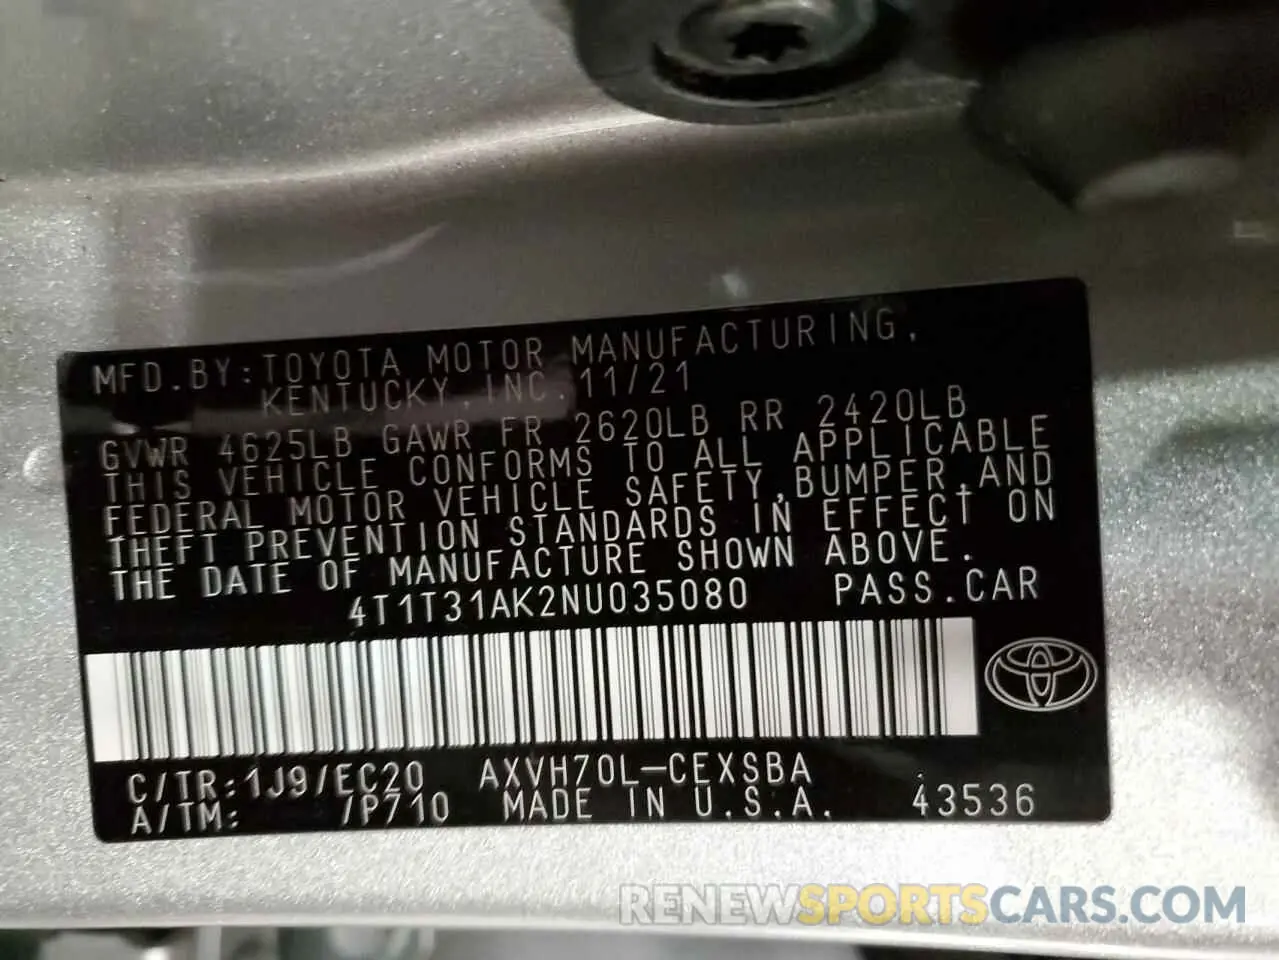 MFD.BY:TOYOTA MOTOR MANUFACTURING,
KENTUCKY,INC. 11/21
GVWR 4625LB GAWR FR 2620LB RR 2420LB
THIS VEHICLE CONFORMS TO ALL APPLICABLE
FEDERAL MOTOR VEHICLE SAFETY,BUMPER,AND
THEFT PREVENTION STANDARDS IN EFFECT ON
THE DATE OF MANUFACTURE SHOWN ABOVE.
4T1T31AK2NU035080 PASS.CAR
C/TR:1J9/EC20 AXVH70L-CEXSBA
A/TM: /P710 MADE IN U.S.A. 43536
RENEWSPORTSCARS.COM